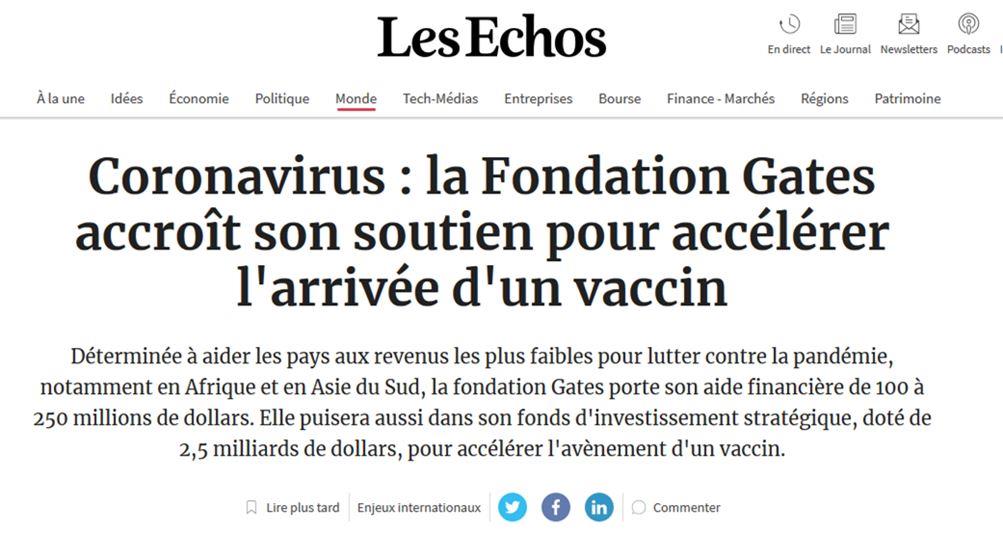 Les Echos
En direct Le Journal Newsletters Podcasts
À la une Idées Économie Politique Monde Tech-Médias Entreprises Bourse Finance - Marchés Régions Patrimoine
Coronavirus : la Fondation Gates
accroît son soutien pour accélérer
l'arrivée d'un vaccin
Déterminée à aider les pays aux revenus les plus faibles pour lutter contre la pandémie,
notamment en Afrique et en Asie du Sud, la fondation Gates porte son aide financière de 100 à
250 millions de dollars. Elle puisera aussi dans son fonds d'investissement stratégique, doté de
2,5 milliards de dollars, pour accélérer l'avènement d'un vaccin.
Lire plus tard Enjeux internationaux Commenter